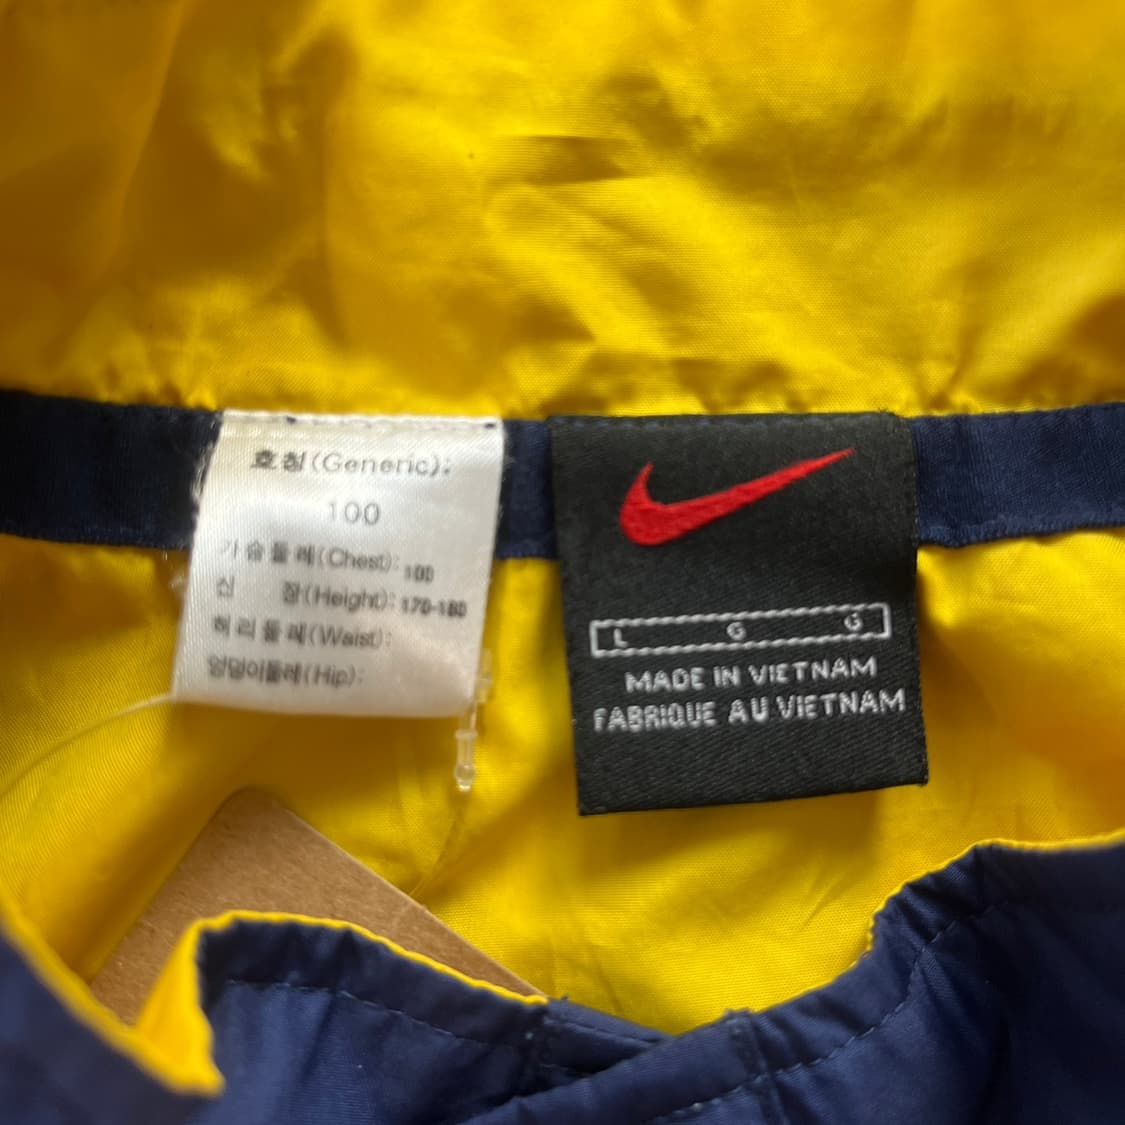 호칭(Generic):
100
가슴둘레(Chest): 100
신 장(Height): 170-180
허리둘레(Waist):
엉덩이둘레(Hip):
L G G
MADE IN VIETNAM
FABRIQUE AU VIETNAM